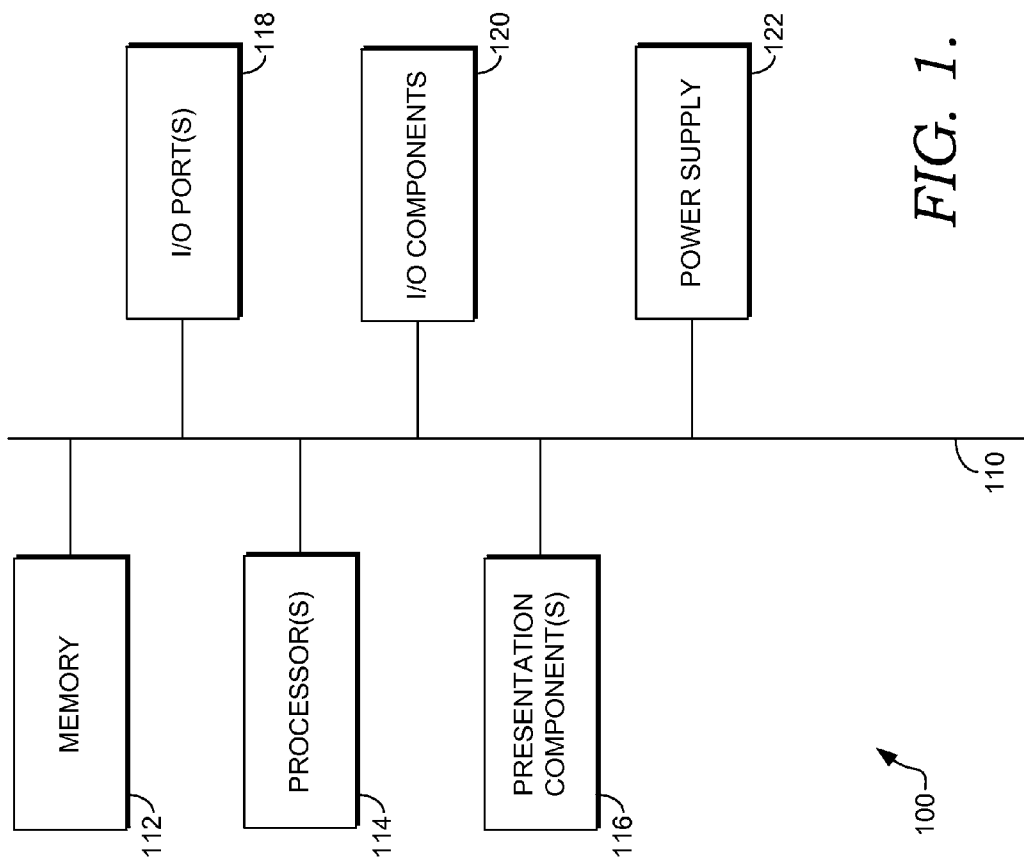 MEMORY
112
PROCESSOR(S)
114
PRESENTATION
COMPONENT(S)
116
I/O PORT(S)
118
I/O COMPONENTS
120
POWER SUPPLY
122
110
100
FIG. 1.